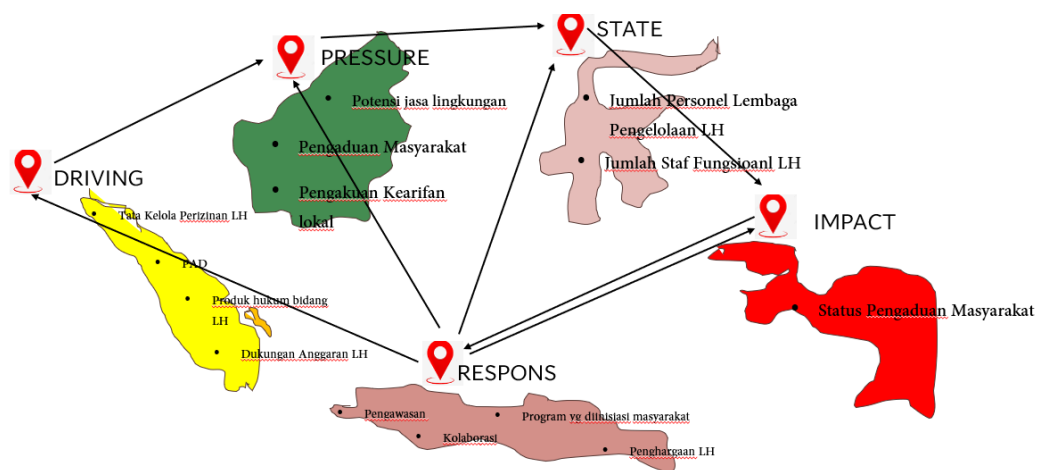 DRIVING
Tata Kelola Perizinan LH
PAD
Produk hukum bidang
LH
Dukungan Anggaran LH
PRESSURE
Potensi jasa lingkungan
Pengaduan Masyarakat
Pengakuan Kearifan
lokal
STATE
Jumlah Personel Lembaga
Pengelolaan LH
Jumlah Staf Fungsioanl LH
IMPACT
Status Pengaduan Masyarakat
RESPONS
Pengawasan
Kolaborasi
Program yg diinisiasi masyarakat
Penghargaan LH